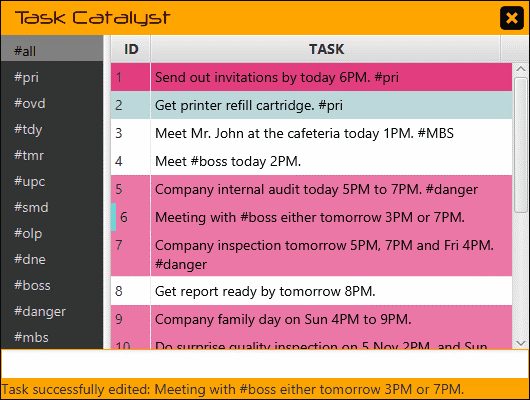 Task Catalyst
#all
#pri
#ovd
#tdy
#tmr
#upc
#smd
#olp
#dne
#boss
#danger
#mbs
ID TASK
1 Send out invitations by today 6PM. #pri
2 Get printer refill cartridge. #pri
3 Meet Mr. John at the cafeteria today 1PM. #MBS
4 Meet #boss today 2PM.
5 Company internal audit today 5PM to 7PM. #danger
6 Meeting with #boss either tomorrow 3PM or 7PM.
7 Company inspection tomorrow 5PM, 7PM and Fri 4PM.
#danger
8 Get report ready by tomorrow 8PM.
9 Company family day on Sun 4PM to 9PM.
10 Do surprise quality inspection on 5 Nov 2PM, and Sun
Task successfully edited: Meeting with #boss either tomorrow 3PM or 7PM.